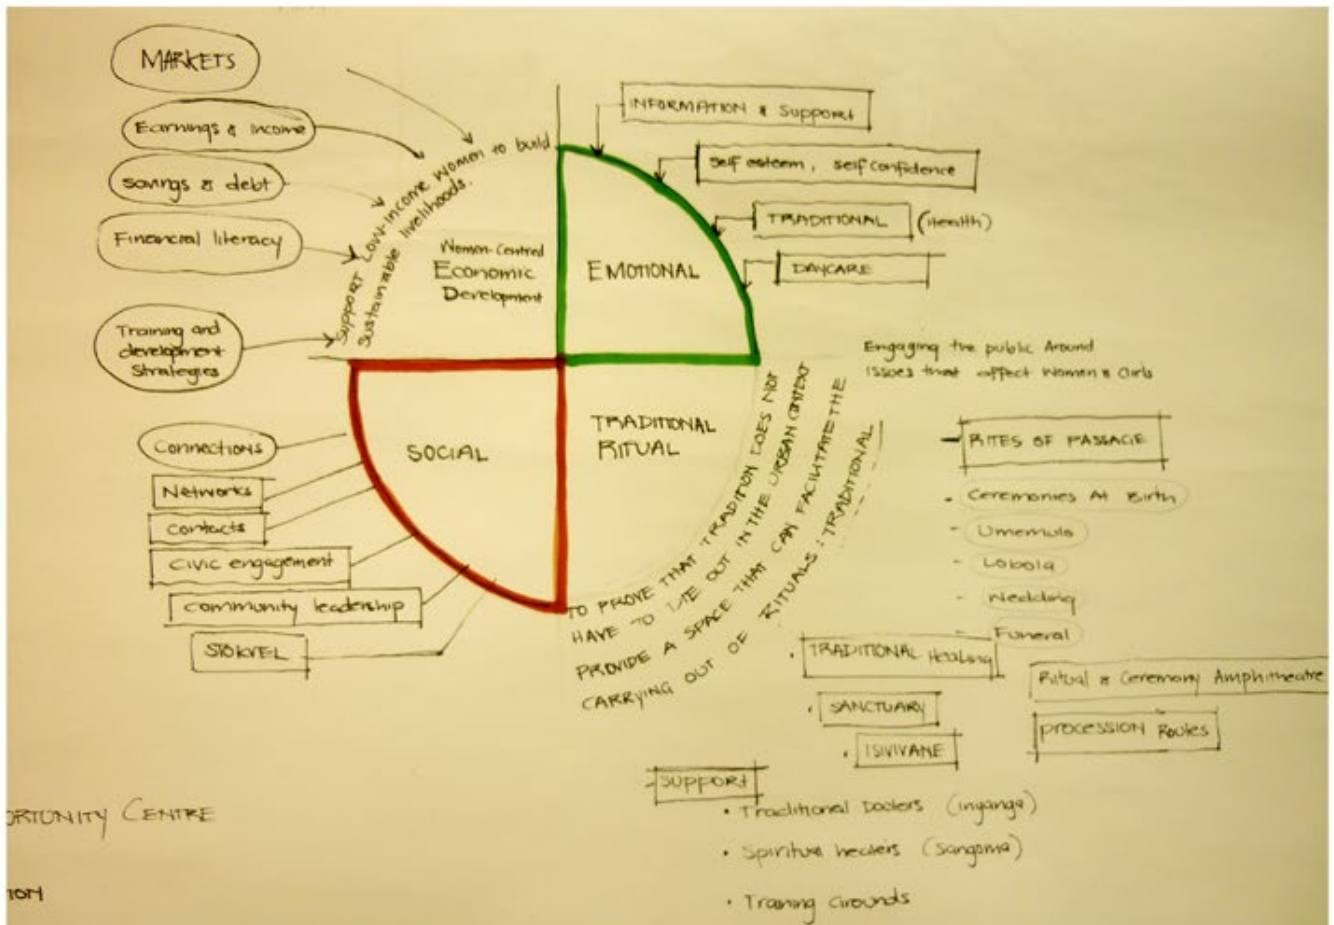 MARKETS
Earnings & Income
Savings & debt
Financial literacy
Training and
development
Strategies
SUPPORT Low-income Women to build
Sustainable livelihoods.
Women-Centred
Economic
Development
EMOTIONAL
INFORMATION & Support
Self esteem, self confidence
TRADITIONAL (Health)
DAYCARE
SOCIAL
Connections
Networks
Contacts
Civic engagement
Community leadership
STOKVEL
TRADITIONAL
RITUAL
TO PROVE THAT TRADITION DOES NOT
HAVE TO DIE OUT IN THE URBAN CONTEXT
PROVIDE A SPACE THAT CAN FACILITATE THE
CARRYING OUT OF RITUALS: TRADITIONAL
Engaging the public Around
Issues that affect Women & Girls
RITES OF PASSAGE
• Ceremonies At Birth
- Umemulo
- Lobola
- Wedding
- Funeral
• TRADITIONAL Healing
• SANCTUARY
• ISIVIVANE
Ritual & Ceremony Amphitheatre
PROCESSION Routes
- SUPPORT
• Traditional Doctors (inyanga)
• Spiritual healers (Sangoma)
• Training Grounds
ORTUNITY CENTRE
ION